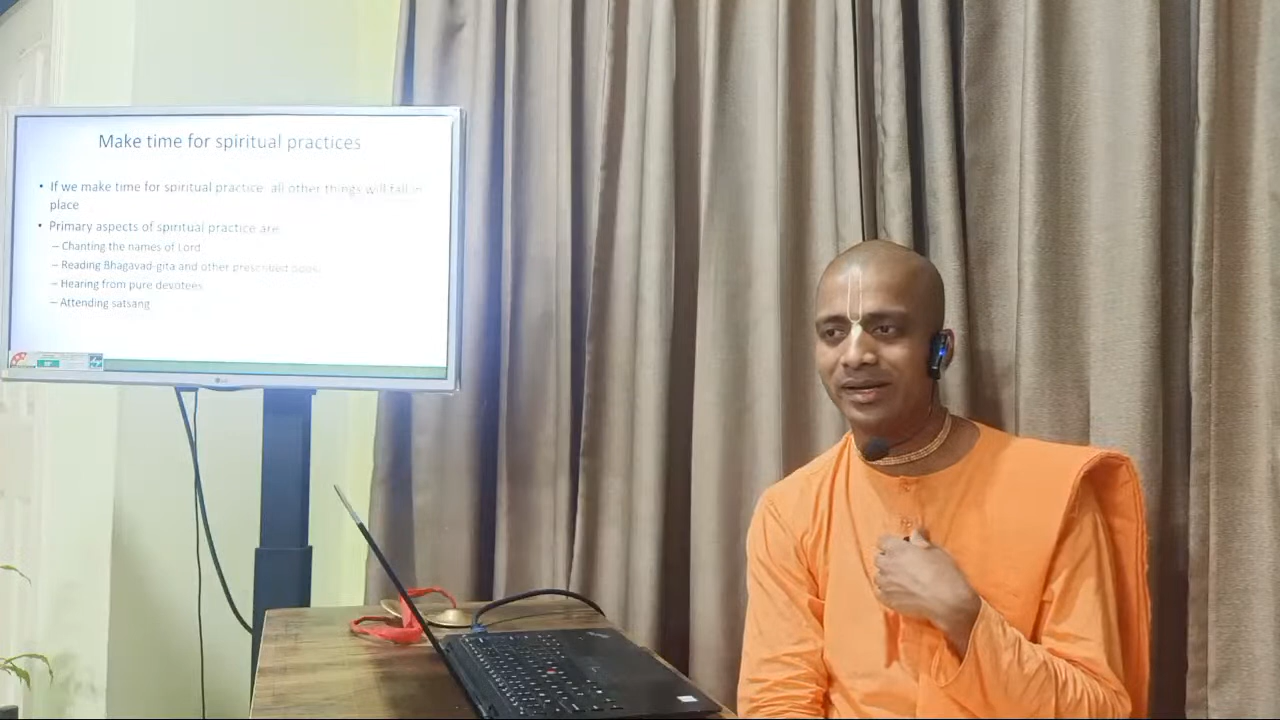 Make time for spiritual practices
• If we make time for spiritual practice, all other things will fall in
place
• Primary aspects of spiritual practice are
– Chanting the names of Lord
– Reading Bhagavad-gita and other prescribed
– Hearing from pure devotees
– Attending satsang
LG